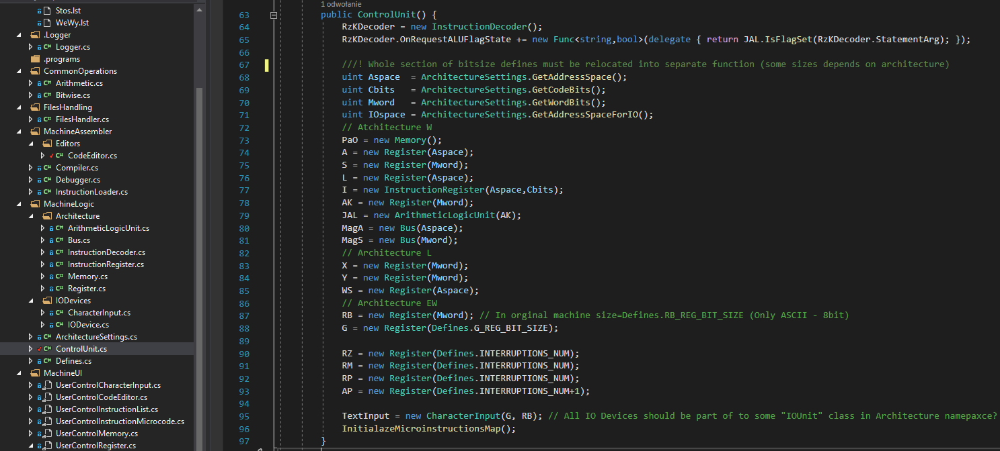 Stos.lst
WeWy.lst
.Logger
C# Logger.cs
.programs
CommonOperations
C# Arithmetic.cs
C# Bitwise.cs
FilesHandling
C# FilesHandler.cs
MachineAssembler
Editors
C# CodeEditor.cs
C# Compiler.cs
C# Debugger.cs
C# InstructionLoader.cs
MachineLogic
Architecture
C# ArithmeticLogicUnit.cs
C# Bus.cs
C# InstructionDecoder.cs
C# InstructionRegister.cs
C# Memory.cs
C# Register.cs
IODevices
C# CharacterInput.cs
C# IODevice.cs
C# ArchitectureSettings.cs
C# ControlUnit.cs
C# Defines.cs
MachineUI
UserControlCharacterInput.cs
UserControlCodeEditor.cs
UserControlInstructionList.cs
UserControlInstructionMicrocode.cs
UserControlMemory.cs
UserControlRegister.cs
1 odwołanie
63 public ControlUnit() {
64 RzKDecoder = new InstructionDecoder();
65 RzKDecoder.OnRequestALUFlagState += new Func<string,bool>(delegate { return JAL.IsFlagSet(RzKDecoder.StatementArg); });
66
67 ///! Whole section of bitsize defines must be relocated into separate function (some sizes depends on architecture)
68 uint Aspace = ArchitectureSettings.GetAddressSpace();
69 uint Cbits = ArchitectureSettings.GetCodeBits();
70 uint Mword = ArchitectureSettings.GetWordBits();
71 uint IOspace = ArchitectureSettings.GetAddressSpaceForIO();
72 // Atchitecture W
73 PaO = new Memory();
74 A = new Register(Aspace);
75 S = new Register(Mword);
76 L = new Register(Aspace);
77 I = new InstructionRegister(Aspace,Cbits);
78 AK = new Register(Mword);
79 JAL = new ArithmeticLogicUnit(AK);
80 MagA = new Bus(Aspace);
81 MagS = new Bus(Mword);
82 // Architecture L
83 X = new Register(Mword);
84 Y = new Register(Mword);
85 WS = new Register(Aspace);
86 // Architecture EW
87 RB = new Register(Mword); // In orginal machine size=Defines.RB_REG_BIT_SIZE (Only ASCII - 8bit)
88 G = new Register(Defines.G_REG_BIT_SIZE);
89
90 RZ = new Register(Defines.INTERRUPTIONS_NUM);
91 RM = new Register(Defines.INTERRUPTIONS_NUM);
92 RP = new Register(Defines.INTERRUPTIONS_NUM);
93 AP = new Register(Defines.INTERRUPTIONS_NUM+1);
94
95 TextInput = new CharacterInput(G, RB); // All IO Devices should be part of to some "IOUnit" class in Architecture namepaxce?
96 InitialazeMicroinstructionsMap();
97 }